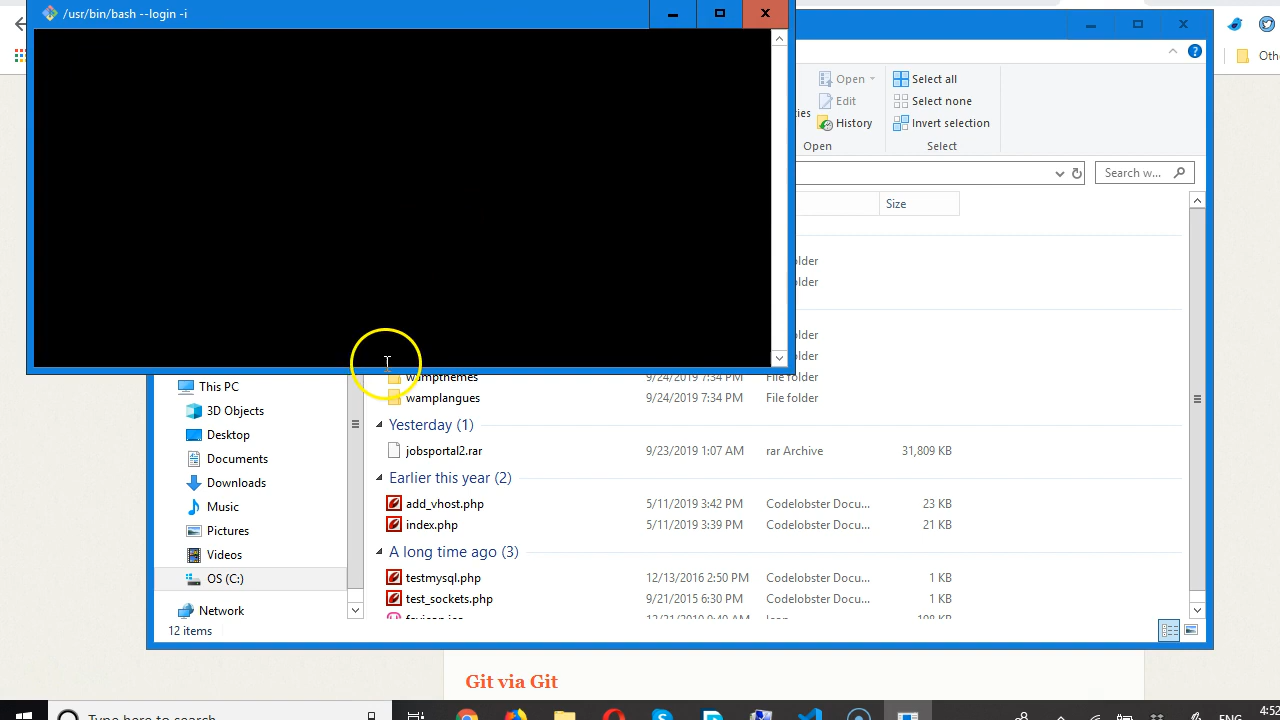 /usr/bin/bash --login -i
Oth
Open
Edit
History
Open
Select all
Select none
Invert selection
Select
ies
Search w...
Size
older
older
older
older
wampthemes 9/24/2019 7:34 PM File folder
wamplangues 9/24/2019 7:34 PM File folder
Yesterday (1)
jobsportal2.rar 9/23/2019 1:07 AM rar Archive 31,809 KB
Earlier this year (2)
add_vhost.php 5/11/2019 3:42 PM Codelobster Docu... 23 KB
index.php 5/11/2019 3:39 PM Codelobster Docu... 21 KB
A long time ago (3)
testmysql.php 12/13/2016 2:50 PM Codelobster Docu... 1 KB
test_sockets.php 9/21/2015 6:30 PM Codelobster Docu... 1 KB
This PC
3D Objects
Desktop
Documents
Downloads
Music
Pictures
Videos
OS (C:)
Network
12 items
Git via Git
Type here to search
ENG
4:52